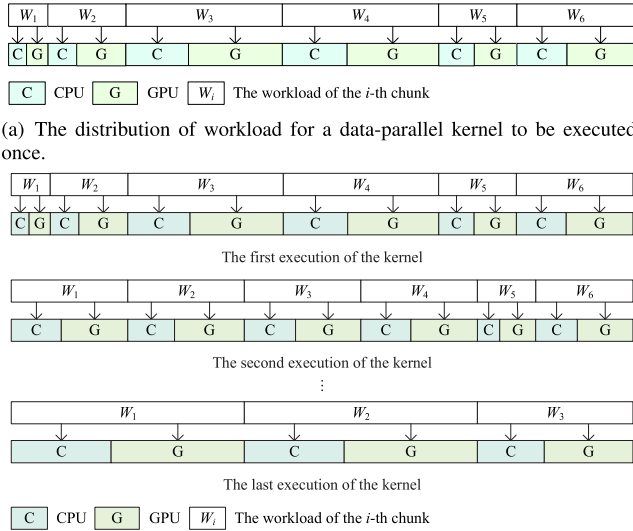 W1 W2 W3 W4 W5 W6
C G C G C G C G C G C G
C CPU G GPU Wi The workload of the i-th chunk
(a) The distribution of workload for a data-parallel kernel to be executed
once.
W1 W2 W3 W4 W5 W6
C G C G C G C G C G C G
The first execution of the kernel
W1 W2 W3 W4 W5 W6
C G C G C G C G C G C G
The second execution of the kernel
⋮
W1 W2 W3
C G C G C G
The last execution of the kernel
C CPU G GPU Wi The workload of the i-th chunk